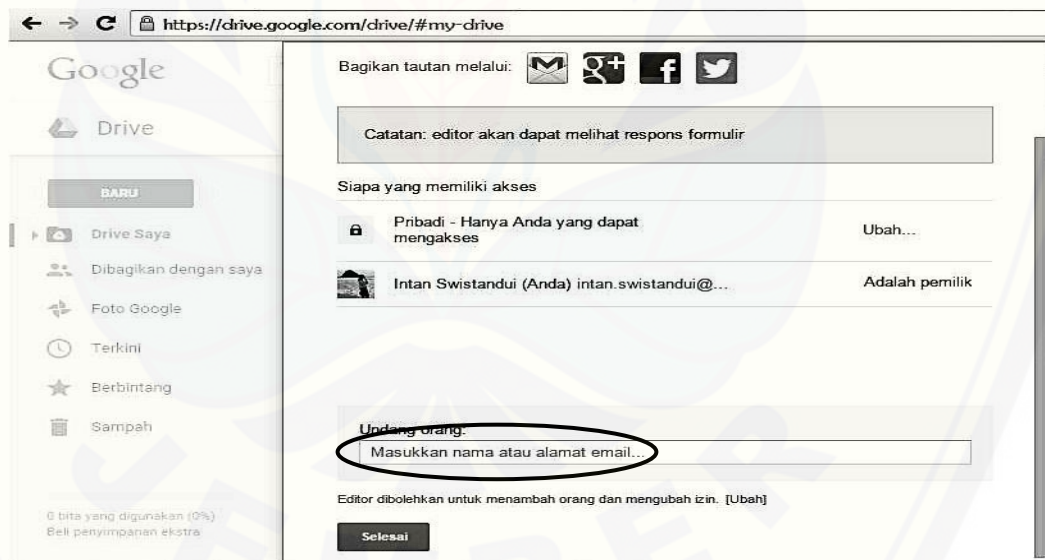 https://drive.google.com/drive/#my-drive
Google
Drive
BARU
Drive Saya
Dibagikan dengan saya
Foto Google
Terkini
Berbintang
Sampah
0 bita yang digunakan (0%)
Beli penyimpanan ekstra
Bagikan tautan melalui:
Catatan: editor akan dapat melihat respons formulir
Siapa yang memiliki akses
Pribadi - Hanya Anda yang dapat
mengakses
Ubah...
Intan Swistandui (Anda) intan.swistandui@...
Adalah pemilik
Undang orang:
Masukkan nama atau alamat email...
Editor dibolehkan untuk menambah orang dan mengubah izin. [Ubah]
Selesai
JEMBER